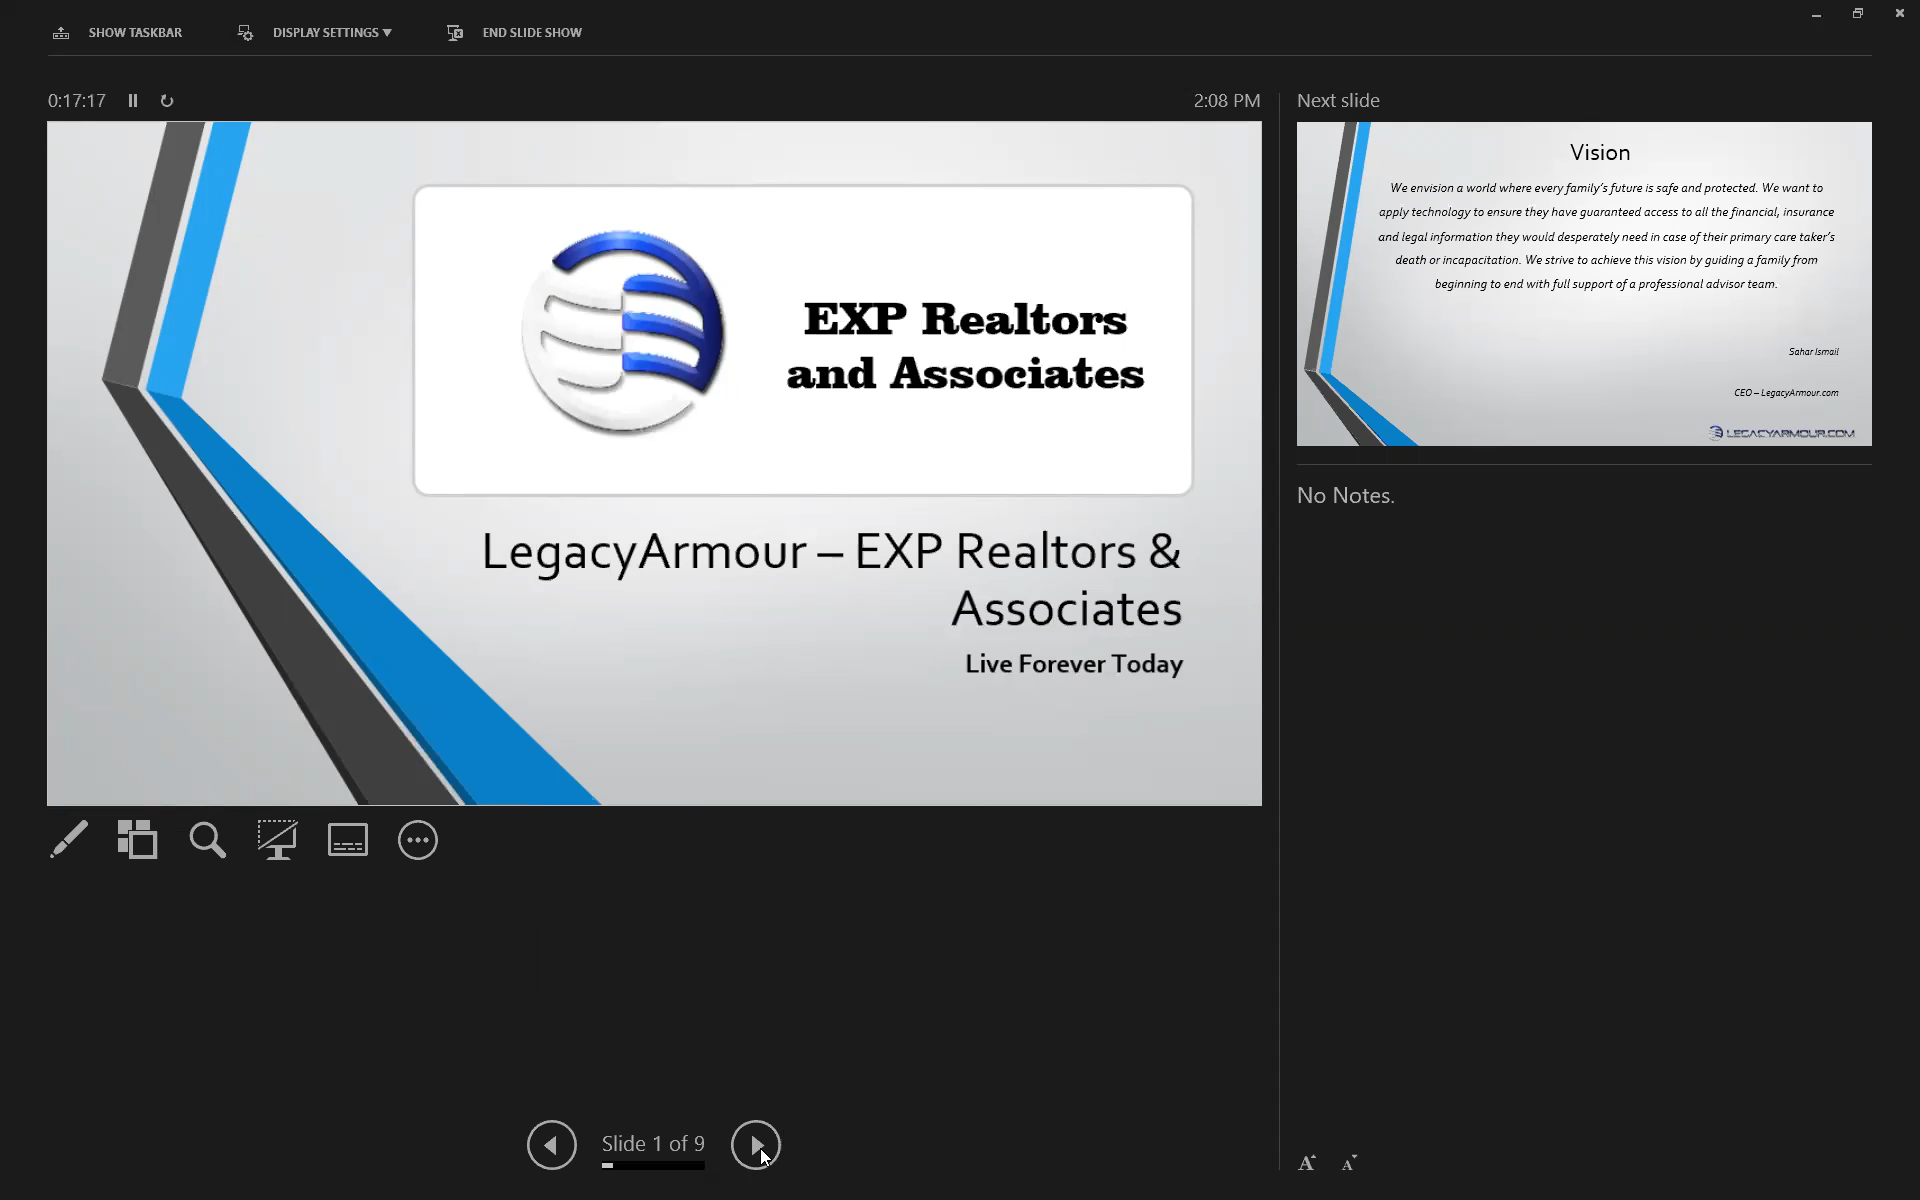 SHOW TASKBAR
DISPLAY SETTINGS ▼
END SLIDE SHOW
0:17:17
2:08 PM
EXP Realtors
and Associates
LegacyArmour – EXP Realtors &
Associates
Live Forever Today
Slide 1 of 9
Next slide
Vision
We envision a world where every family's future is safe and protected. We want to
apply technology to ensure they have guaranteed access to all the financial, insurance
and legal information they would desperately need in case of their primary care taker's
death or incapacitation. We strive to achieve this vision by guiding a family from
beginning to end with full support of a professional advisor team.
Sahar Ismail
CEO – LegacyArmour.com
LEGACYARMOUR.COM
No Notes.
A A